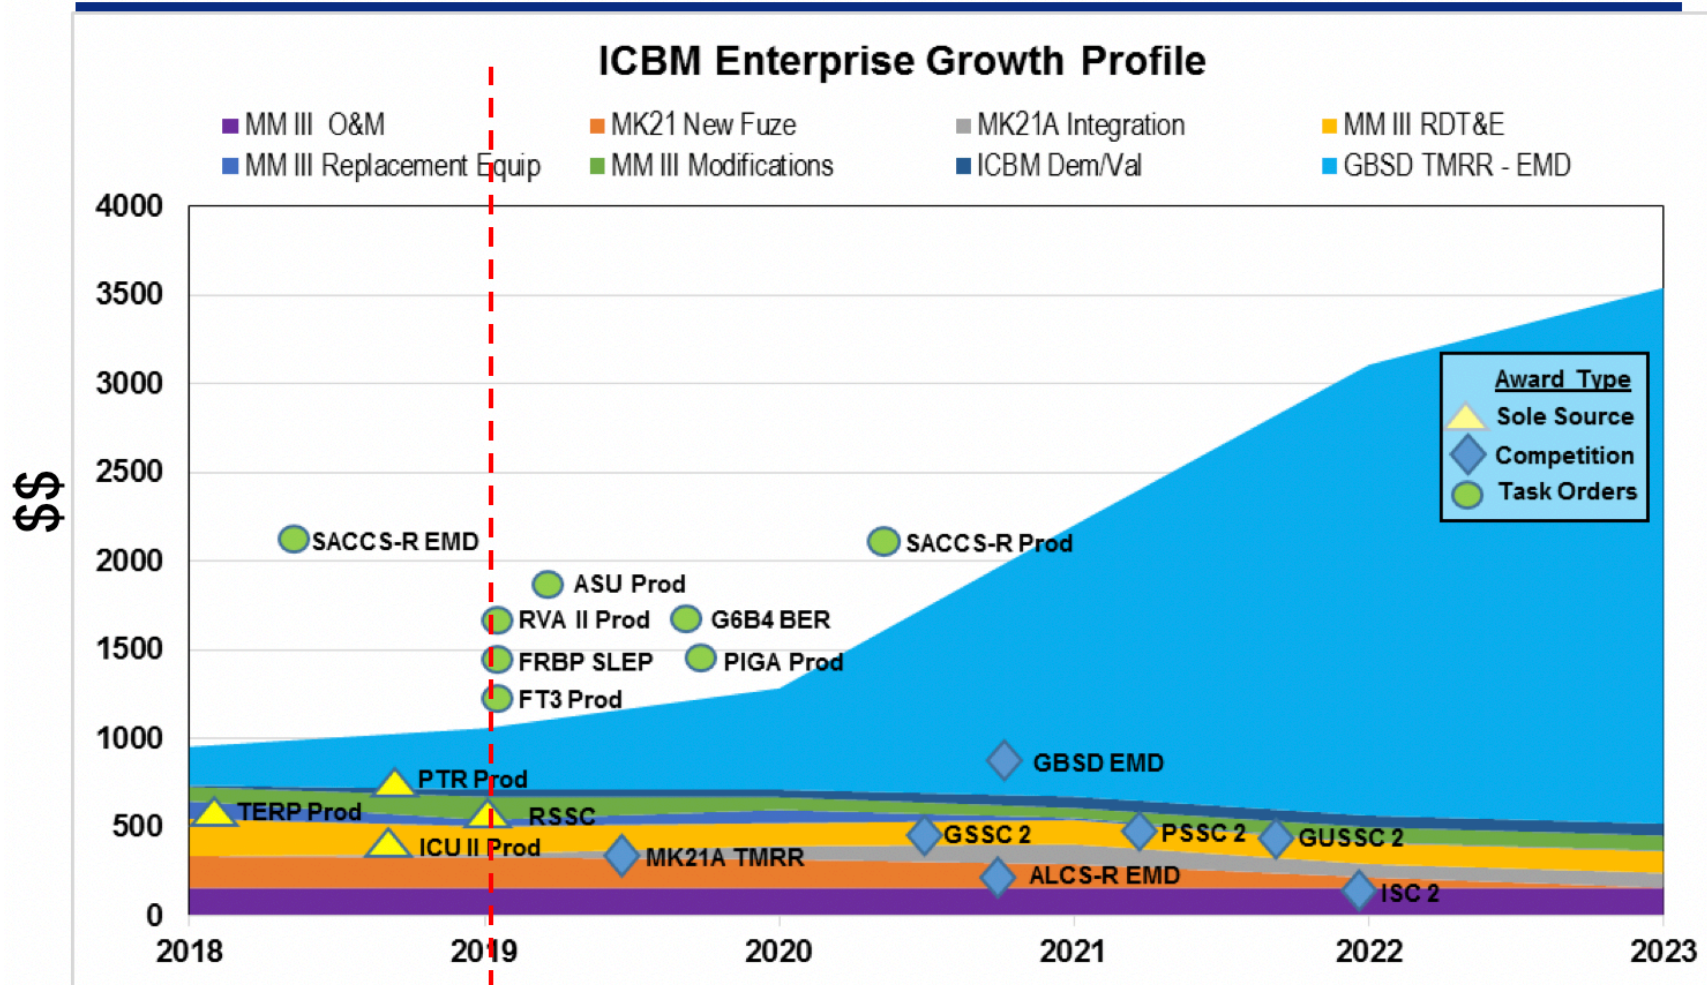 ICBM Enterprise Growth Profile
MM III O&M MK21 New Fuze MK21A Integration MM III RDT&E
MM III Replacement Equip MM III Modifications ICBM Dem/Val GBSD TMRR - EMD
$$
4000
3500
3000
2500
2000
1500
1000
500
0
Award Type
Sole Source
Competition
Task Orders
SACCS-R EMD
SACCS-R Prod
ASU Prod
RVA II Prod
G6B4 BER
FRBP SLEP
PIGA Prod
FT3 Prod
GBSD EMD
PTR Prod
TERP Prod
RSSC
GSSC 2
PSSC 2
GUSSC 2
ICU II Prod
MK21A TMRR
ALCS-R EMD
ISC 2
2018 2019 2020 2021 2022 2023